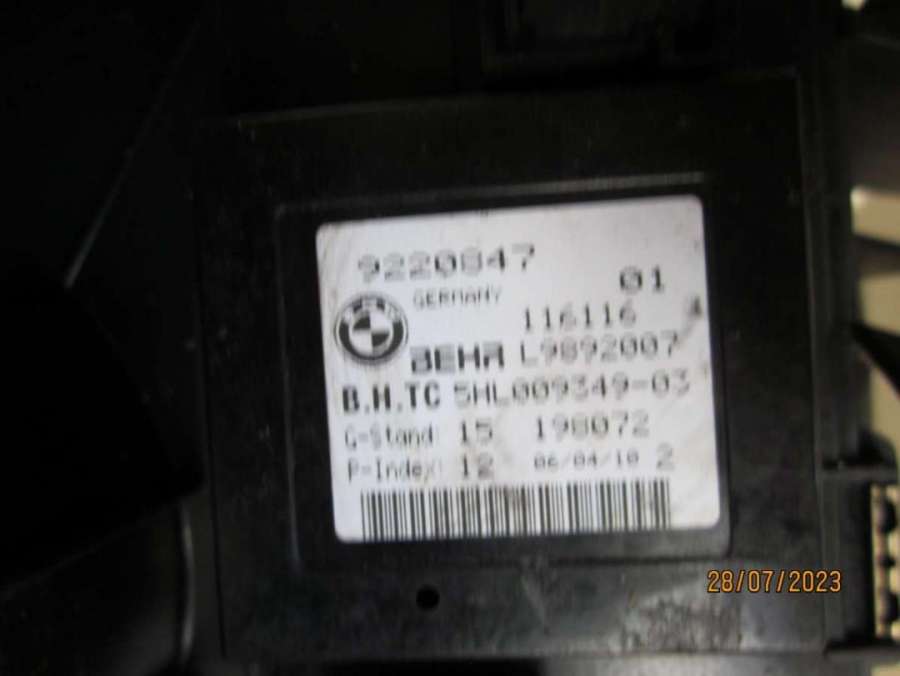 9220847 01
GERMANY
116116
BEHR L9892007
B.H.TC 5HL009349-03
G-Stand: 15 198072
P-Index: 12 06/04/10 2
28/07/2023